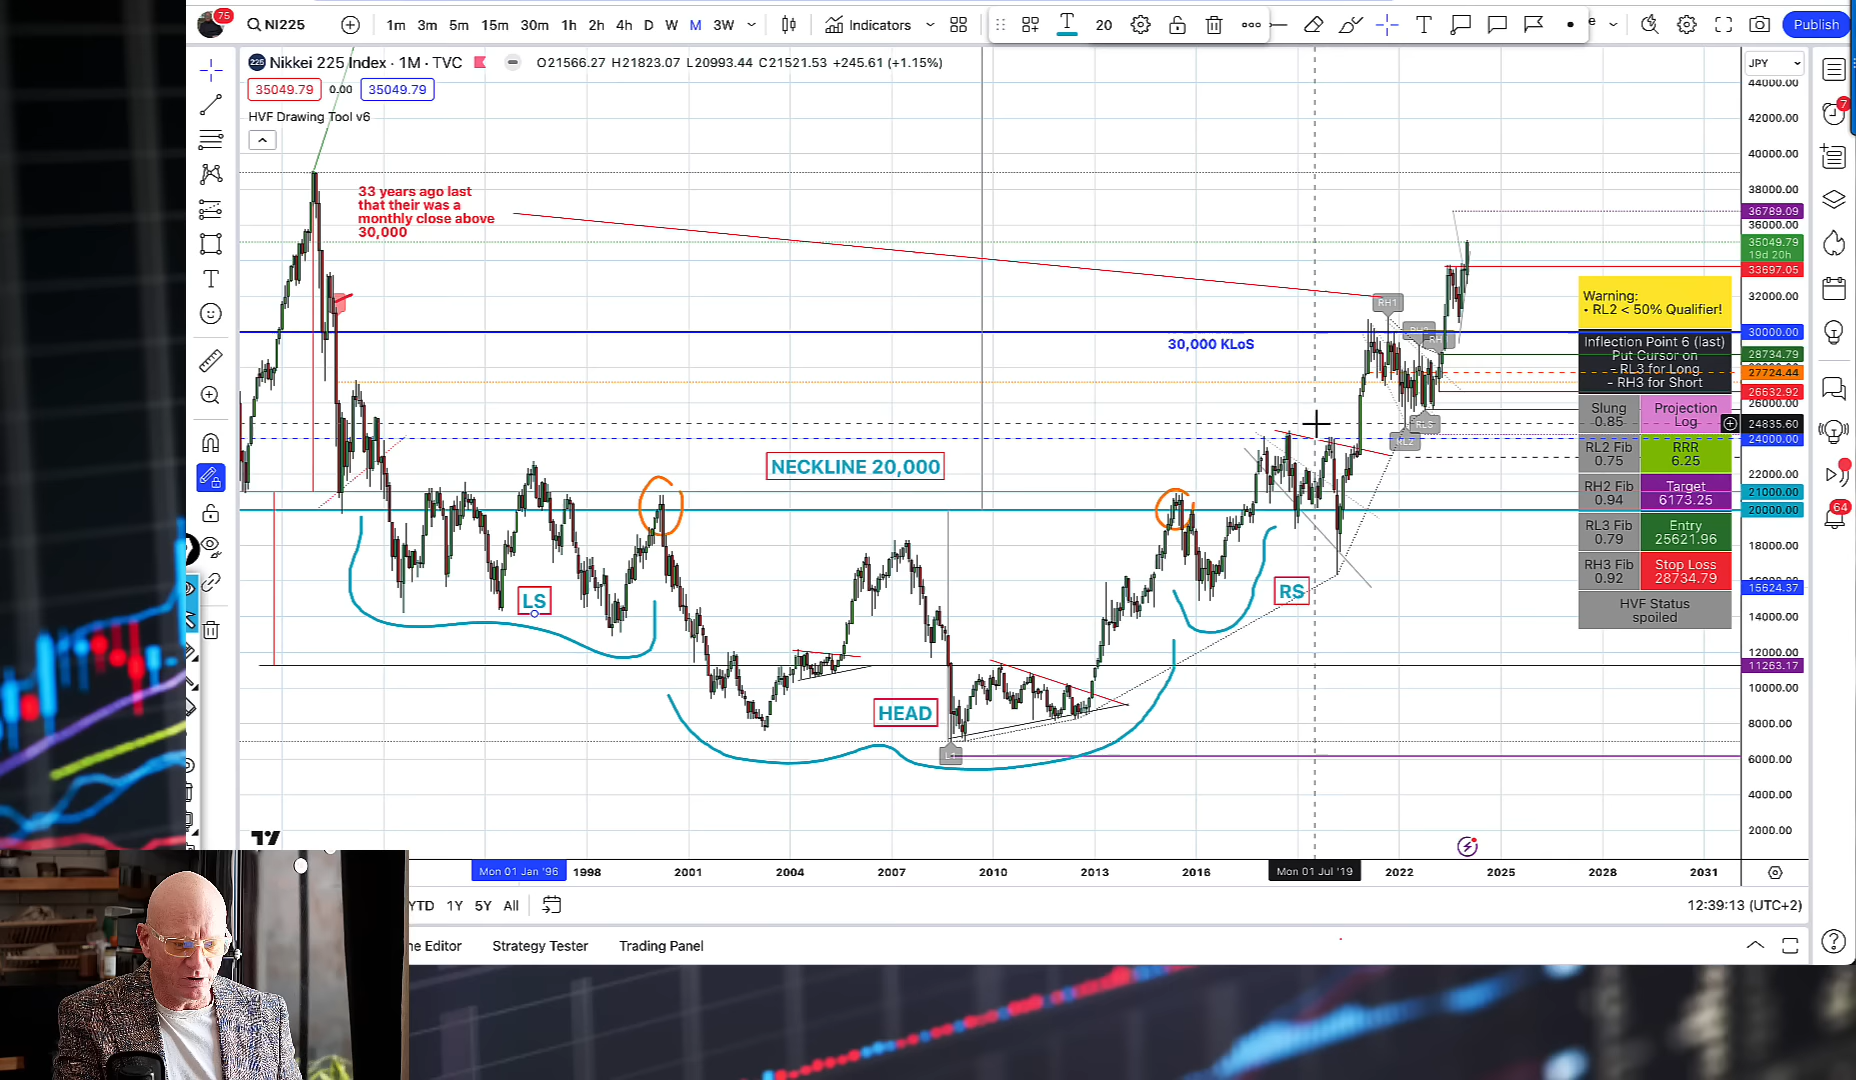 75
NI225
1m 3m 5m 15m 30m 1h 2h 4h D W M 3W
Indicators
20
e
Publish
225 Nikkei 225 Index · 1M · TVC
O21566.27 H21823.07 L20993.44 C21521.53 +245.61 (+1.15%)
JPY
35049.79 0.00 35049.79
HVF Drawing Tool v6
33 years ago last
that their was a
monthly close above
30,000
44000.00
42000.00
40000.00
38000.00
36789.09
36000.00
35049.79
19d 20h
33697.05
32000.00
30000.00
28734.79
27724.44
26632.92
26000.00
24835.60
24000.00
22000.00
21000.00
20000.00
18000.00
15624.37
14000.00
12000.00
11263.17
10000.00
8000.00
6000.00
4000.00
2000.00
7
64
RH1
30,000 KLoS
Warning:
• RL2 < 50% Qualifier!
Inflection Point 6 (last)
Put Cursor on
- RL3 for Long
- RH3 for Short
Slung
0.85
Projection
Log
RL2 Fib
0.75
RRR
6.25
RH2 Fib
0.94
Target
6173.25
RL3 Fib
0.79
Entry
25621.96
RH3 Fib
0.92
Stop Loss
28734.79
HVF Status
spoiled
NECKLINE 20,000
LS
HEAD
RS
Mon 01 Jan '96 1998 2001 2004 2007 2010 2013 2016 Mon 01 Jul '19 2022 2025 2028 2031
YTD 1Y 5Y All
12:39:13 (UTC+2)
ne Editor Strategy Tester Trading Panel